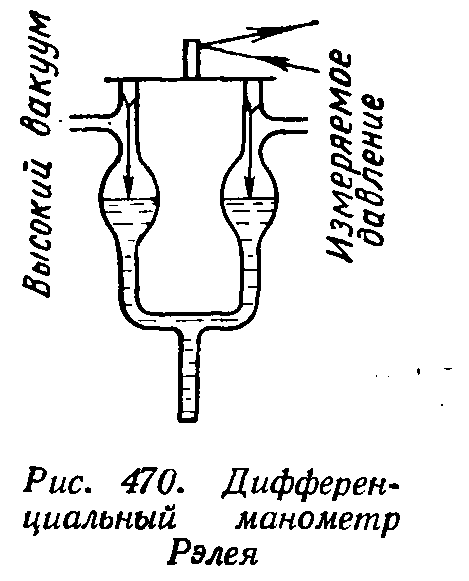 Высокий вакуум
Измеряемое
давление
Рис. 470. Дифферен-
циальный манометр
Рэлея